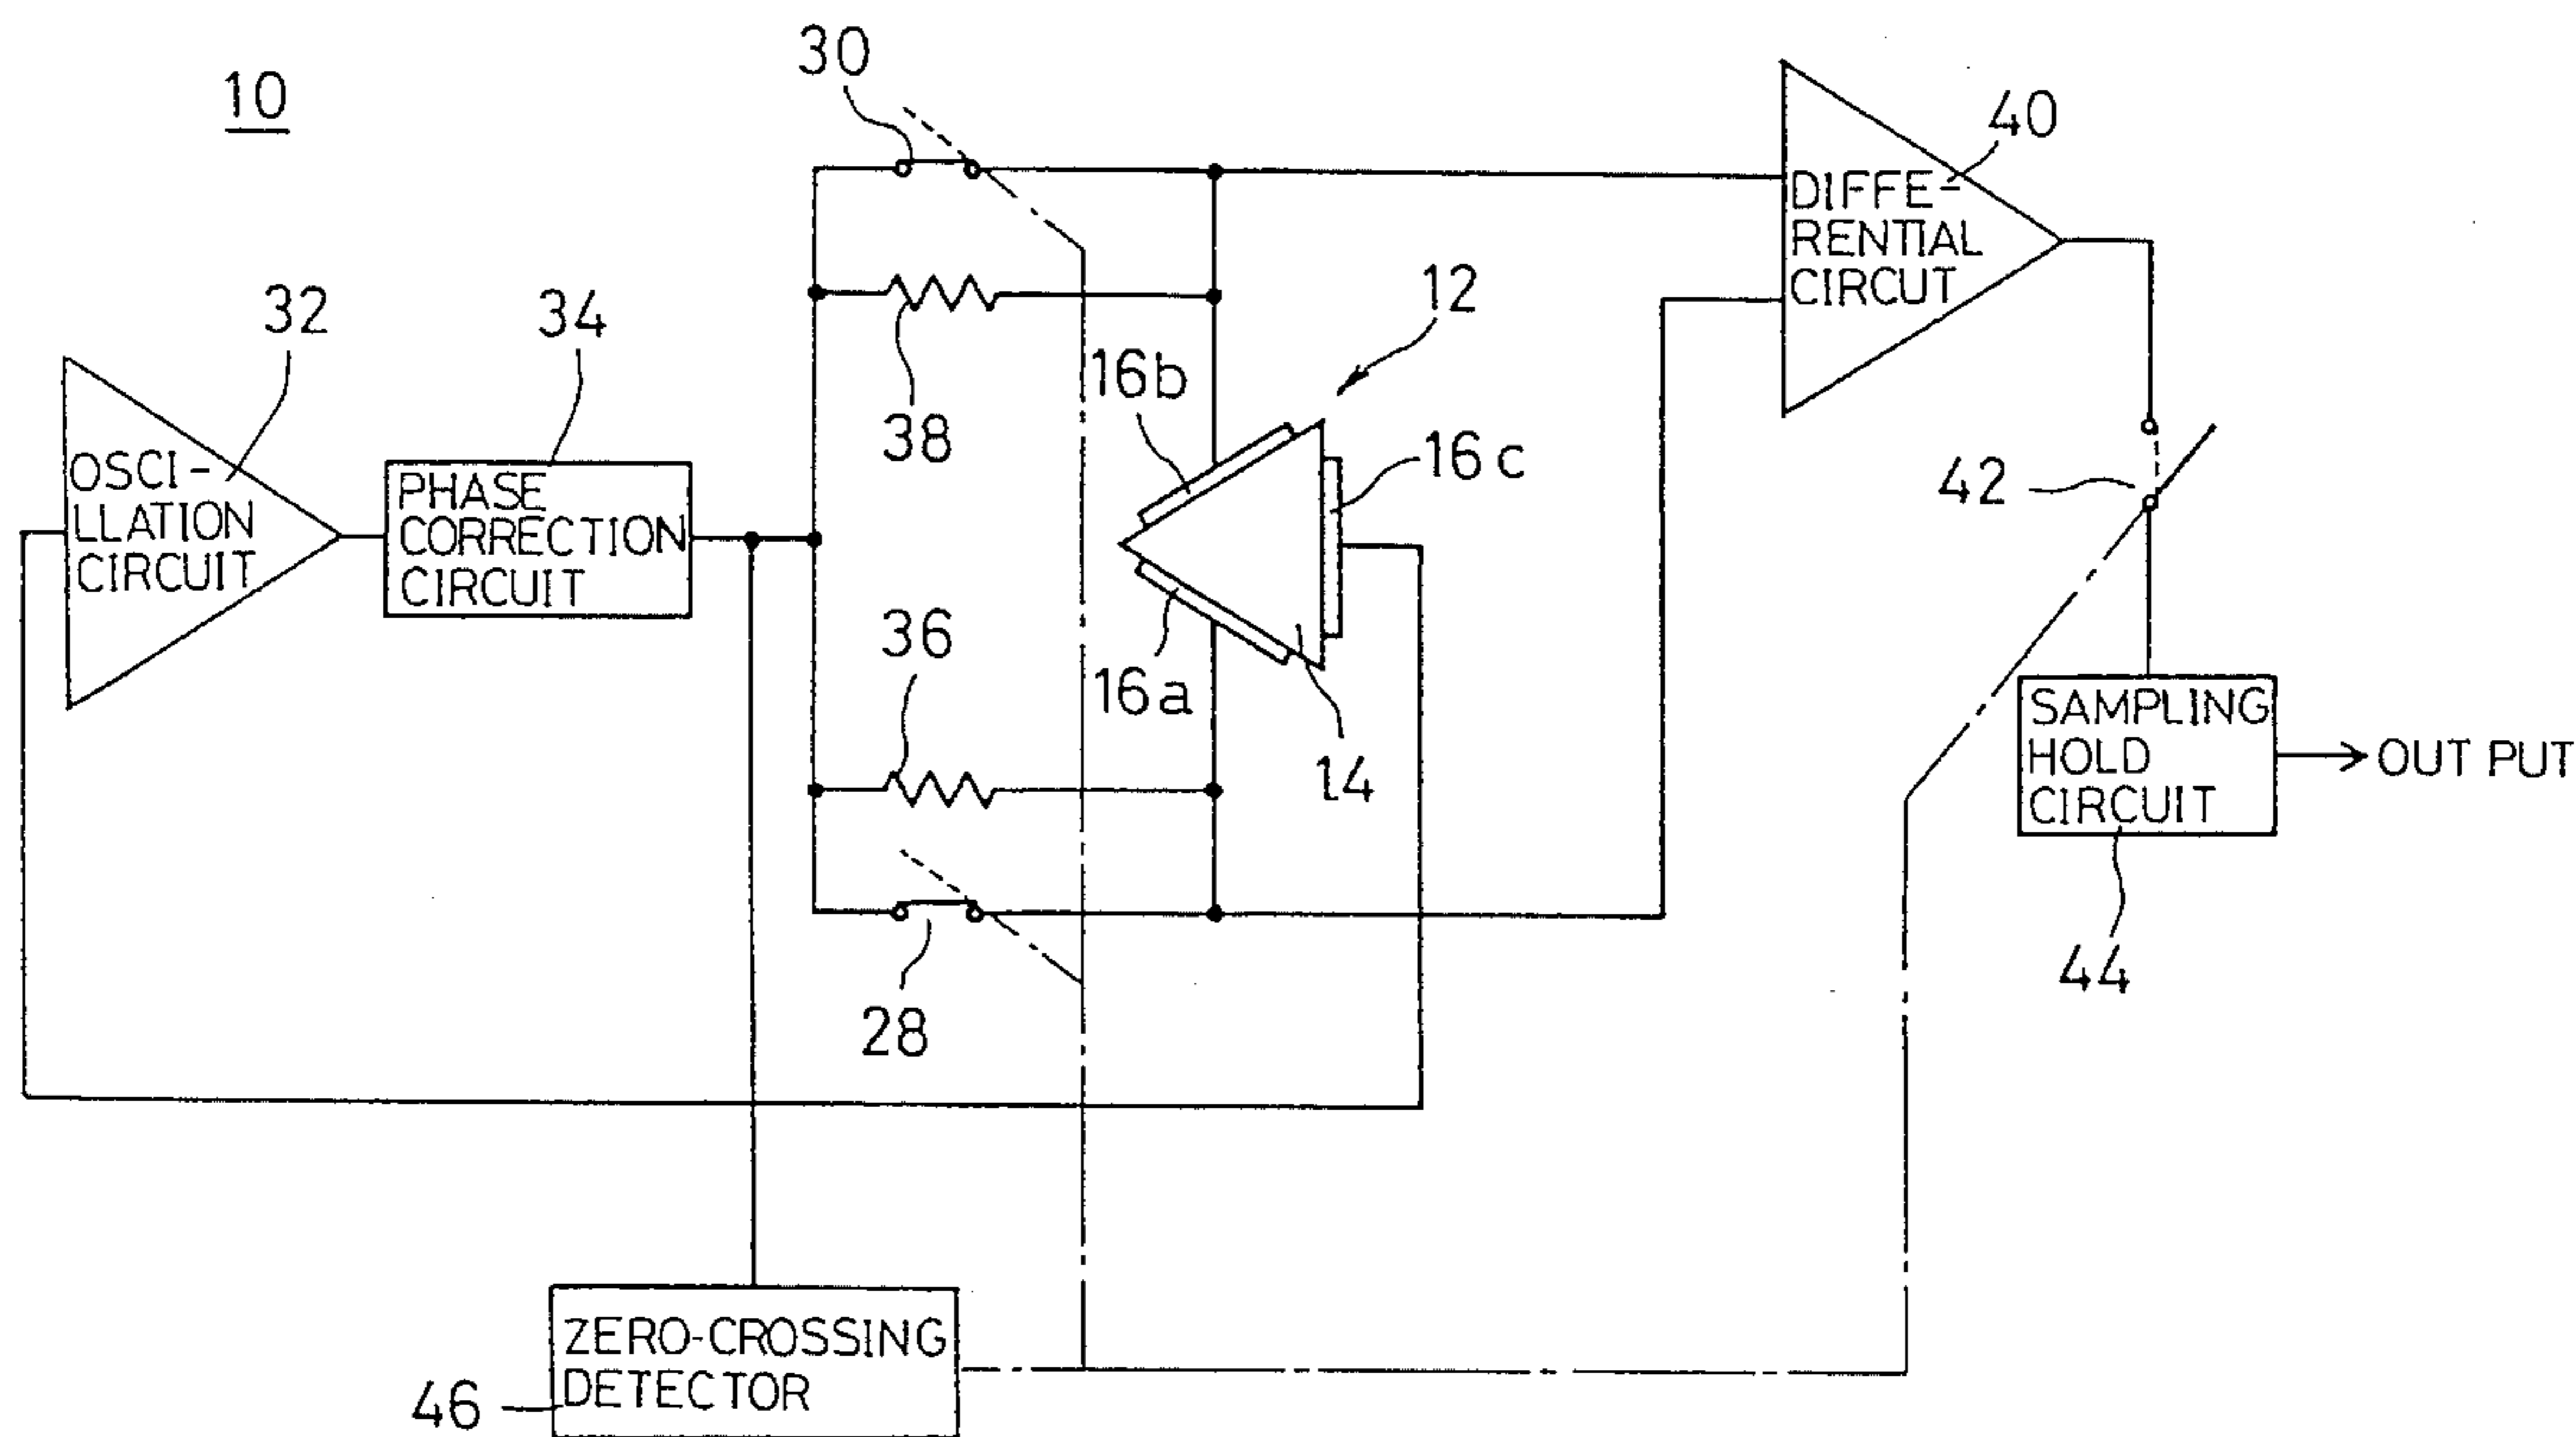 10
30
40
DIFFE-
RENTIAL
CIRCUT
32
34
38
12
16b
16c
OSCI-
LLATION
CIRCUIT
PHASE
CORRECTION
CIRCUIT
42
36
16a
14
SAMPLING
HOLD
CIRCUIT
OUT PUT
28
44
ZERO-CROSSING
DETECTOR
46